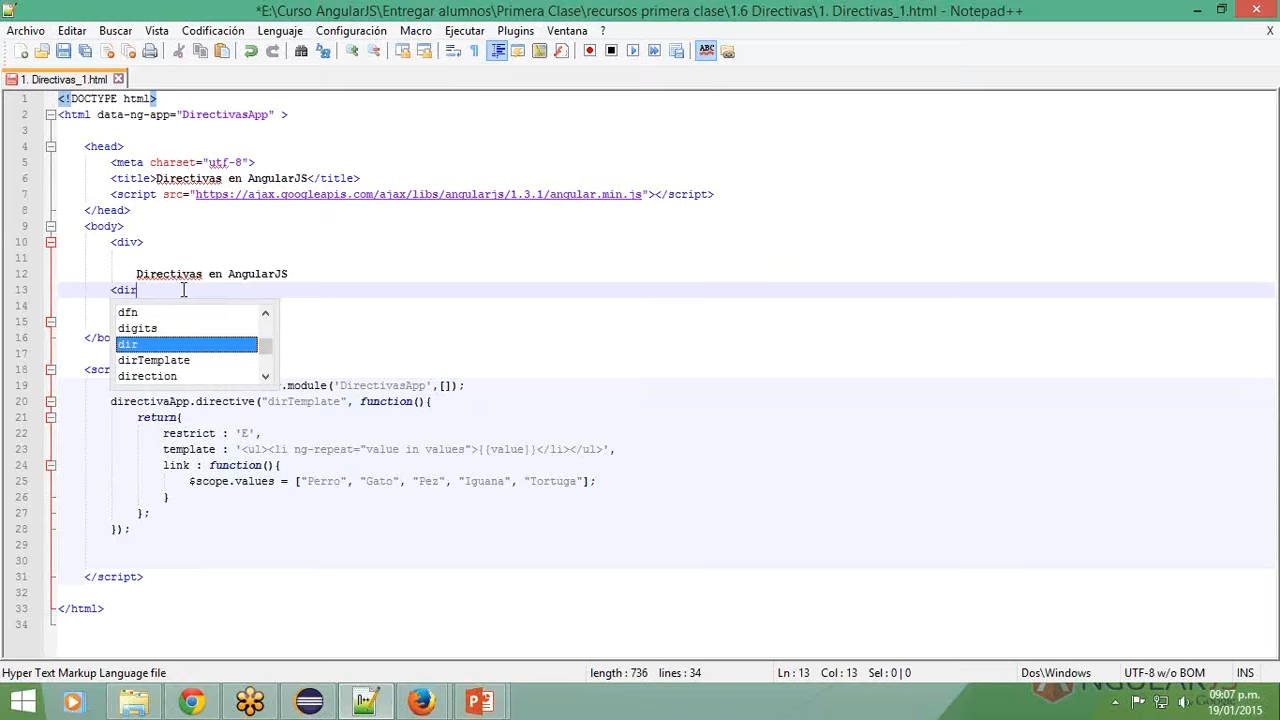 *E:\Curso AngularJS\Entregar alumnos\Primera Clase\recursos primera clase\1.6 Directivas\1. Directivas_1.html - Notepad++
Archivo Editar Buscar Vista Codificación Lenguaje Configuración Macro Ejecutar Plugins Ventana ? X
ABC
1. Directivas_1.html
1 <!DOCTYPE html>
2 <html data-ng-app="DirectivasApp" >
3
4 <head>
5 <meta charset="utf-8">
6 <title>Directivas en AngularJS</title>
7 <script src="https://ajax.googleapis.com/ajax/libs/angularjs/1.3.1/angular.min.js"></script>
8 </head>
9 <body>
10 <div>
11
12 Directivas en AngularJS
13 <dir
14 dfn
15 digits
16 </bo
dir
17 dirTemplate
18 <scr
direction
19 .module('DirectivasApp',[]);
20 directivaApp.directive("dirTemplate", function(){
21 return{
22 restrict : 'E',
23 template : '<ul><li ng-repeat="value in values">{{value}}</li></ul>',
24 link : function(){
25 $scope.values = ["Perro", "Gato", "Pez", "Iguana", "Tortuga"];
26 }
27 };
28 });
29
30
31 </script>
32
33 </html>
34
Hyper Text Markup Language file length : 736 lines : 34 Ln : 13 Col : 13 Sel : 0 | 0 Dos\Windows UTF-8 w/o BOM INS
09:07 p.m.
19/01/2015